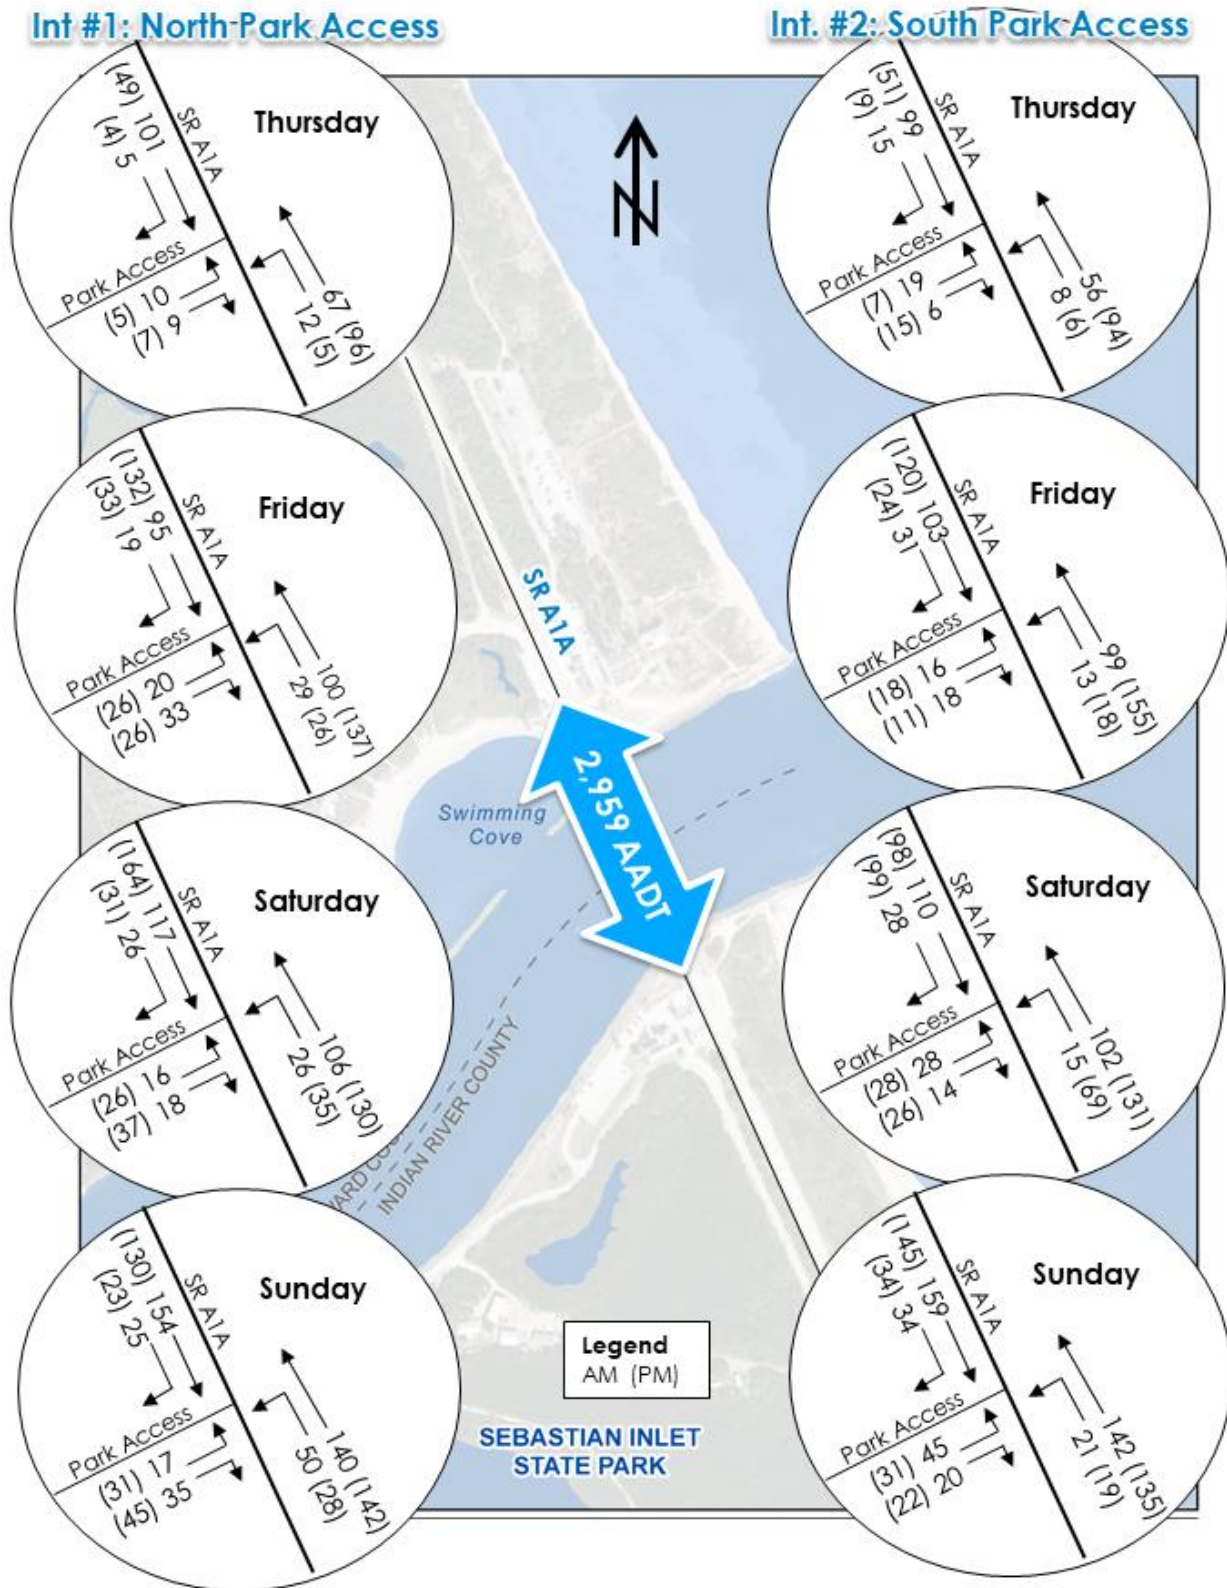 Int #1: North Park Access
Int. #2: South Park Access
Thursday
SR A1A
(49) 101
(4) 5
Park Access
(5) 10
(7) 9
67 (96)
12 (5)
Thursday
SR A1A
(51) 99
(9) 15
Park Access
(7) 19
(15) 6
56 (94)
8 (6)
N
Friday
SR A1A
(132) 95
(33) 19
Park Access
(26) 20
(26) 33
100 (137)
29 (26)
Friday
SR A1A
(120) 103
(24) 31
Park Access
(18) 16
(11) 18
99 (155)
13 (18)
SR A1A
2,959 AADT
Swimming
Cove
Saturday
SR A1A
(164) 117
(31) 26
Park Access
(26) 16
(37) 18
106 (130)
26 (35)
Saturday
SR A1A
(98) 110
(99) 28
Park Access
(28) 28
(26) 14
102 (131)
15 (69)
INDIAN RIVER COUNTY
Sunday
SR A1A
(130) 154
(23) 25
Park Access
(31) 17
(45) 35
140 (142)
50 (28)
Sunday
SR A1A
(145) 159
(34) 34
Park Access
(31) 45
(22) 20
142 (135)
21 (19)
Legend
AM (PM)
SEBASTIAN INLET
STATE PARK